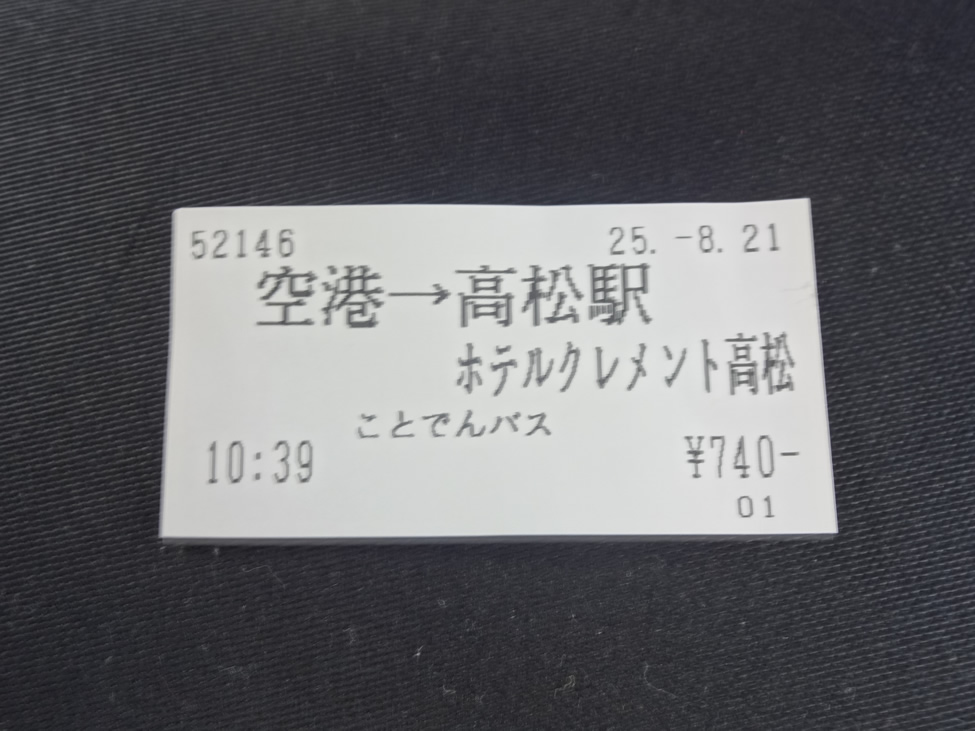 52146 25.-8.21
空港→高松駅
ホテルクレメント高松
ことでんバス
10:39 ¥740-
01